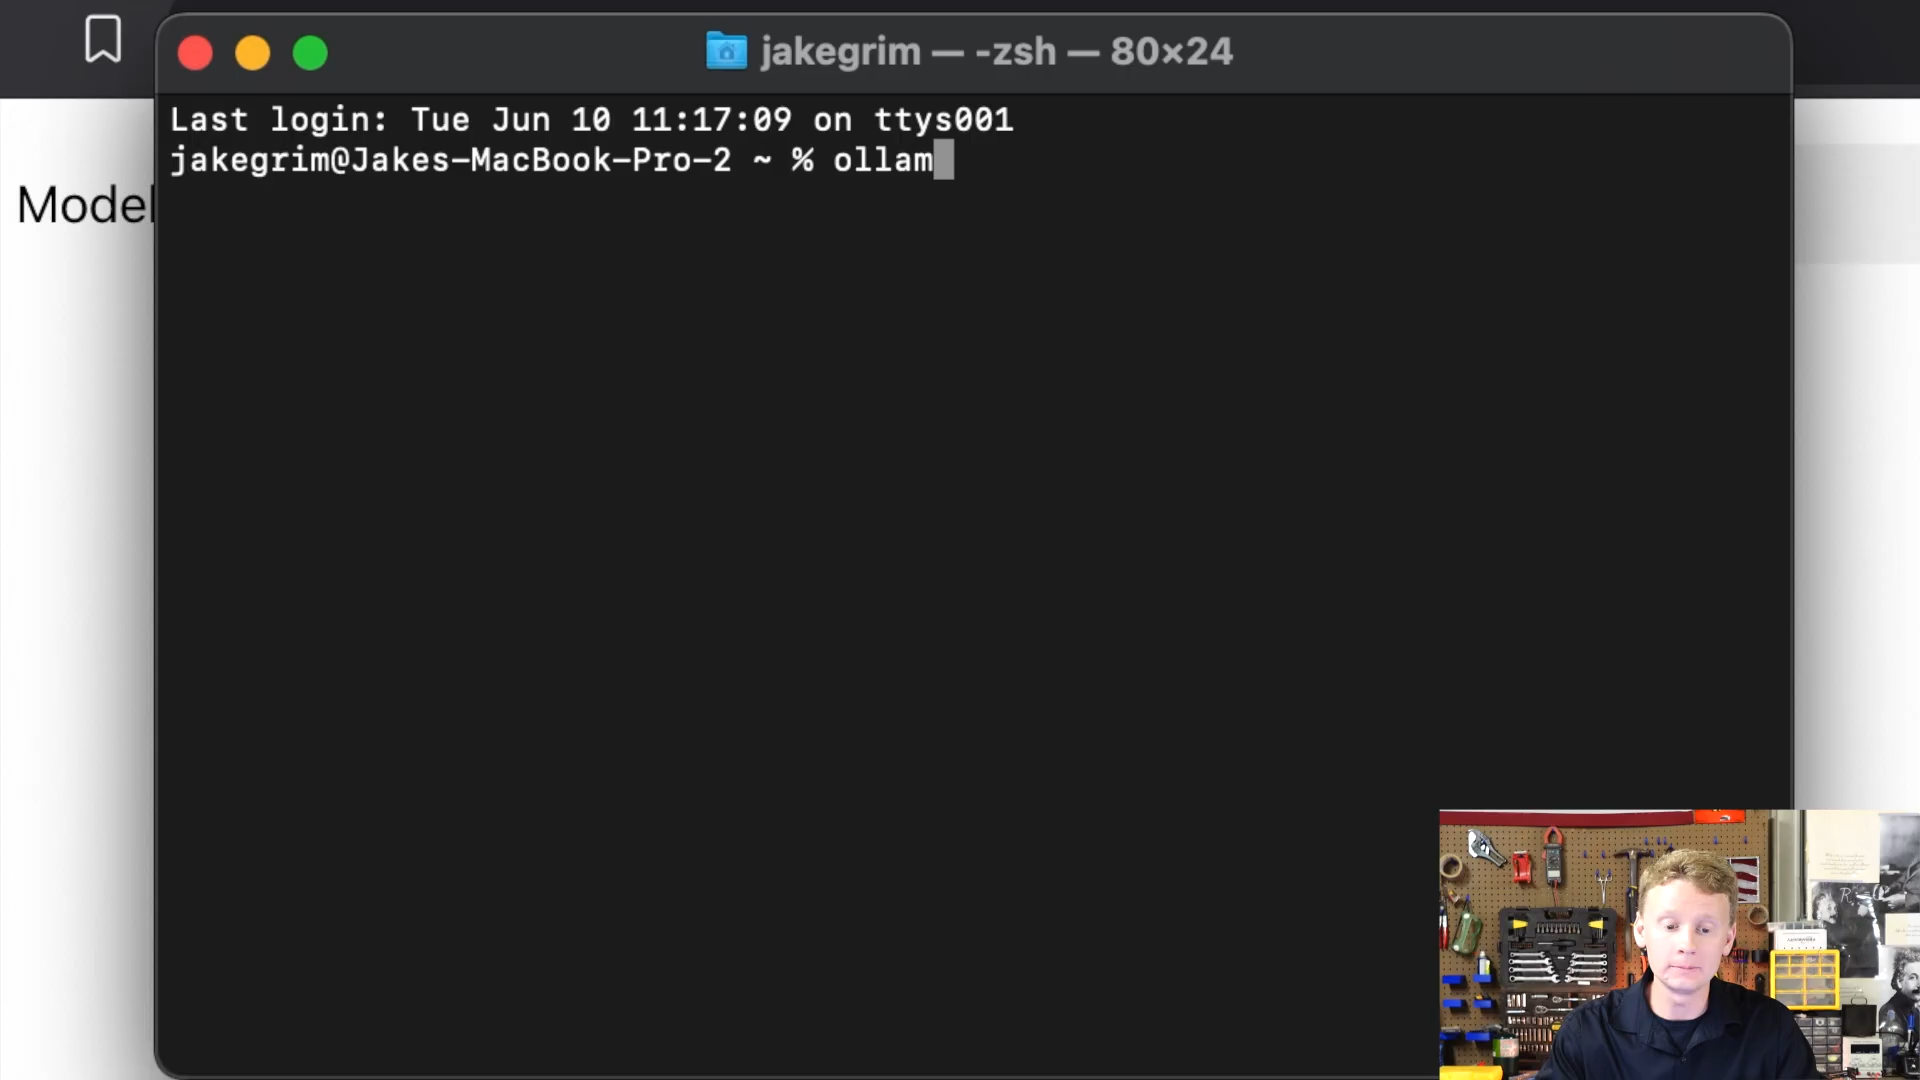 jakegrim — -zsh — 80×24
Last login: Tue Jun 10 11:17:09 on ttys001
jakegrim@Jakes-MacBook-Pro-2 ~ % ollam
Model